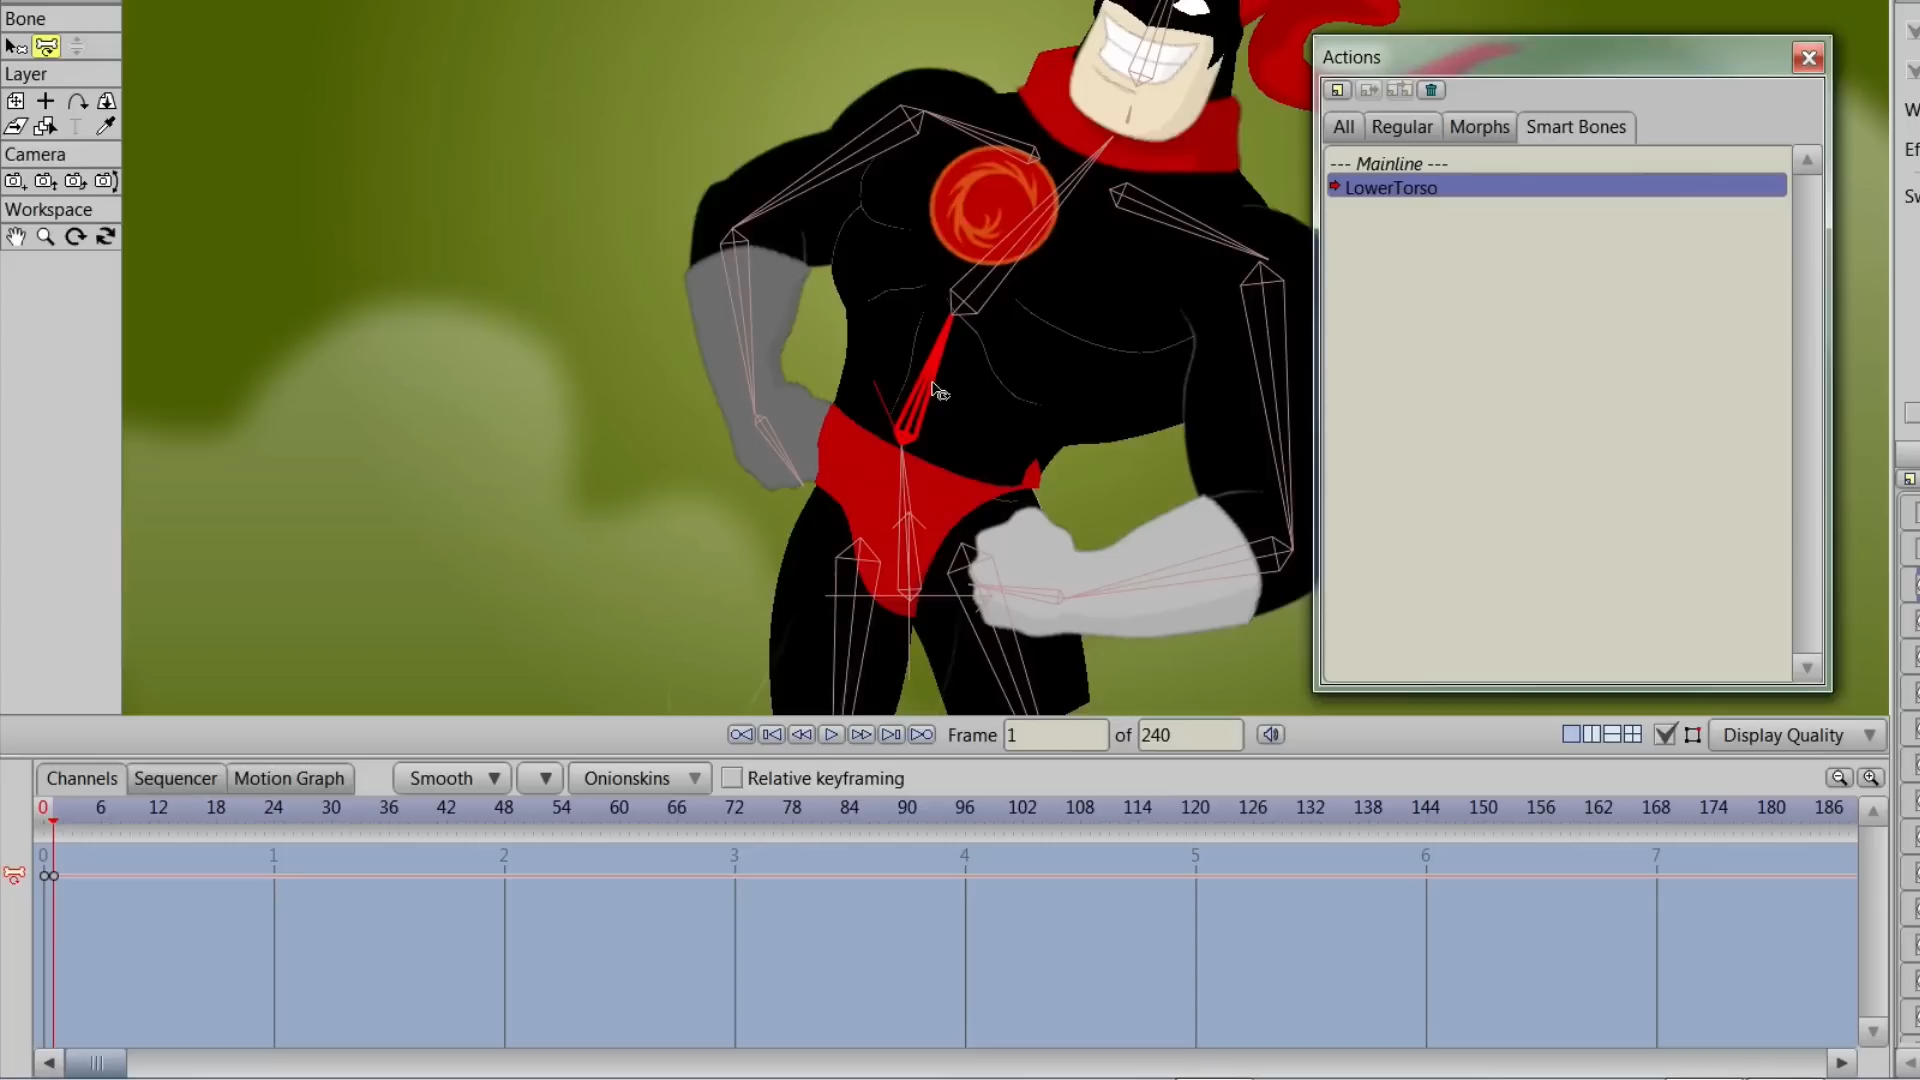 Bone
Layer
Camera
Workspace
Actions
All Regular Morphs Smart Bones
--- Mainline ---
LowerTorso
W
Ef
Sw
Frame 1 of 240
Display Quality
Channels Sequencer Motion Graph Smooth Onionskins Relative keyframing
0 6 12 18 24 30 36 42 48 54 60 66 72 78 84 90 96 102 108 114 120 126 132 138 144 150 156 162 168 174 180 186
0 1 2 3 4 5 6 7